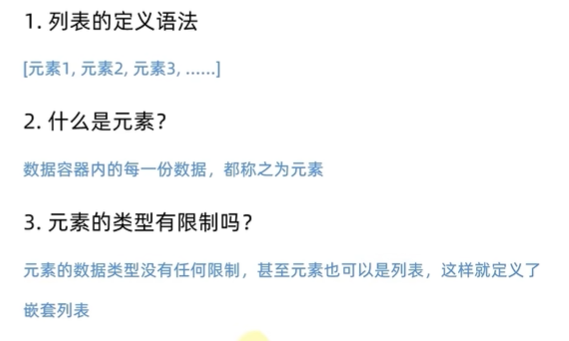 1. 列表的定义语法
[元素1, 元素2, 元素3, ......]
2. 什么是元素?
数据容器内的每一份数据，都称之为元素
3. 元素的类型有限制吗?
元素的数据类型没有任何限制，甚至元素也可以是列表，这样就定义了
嵌套列表